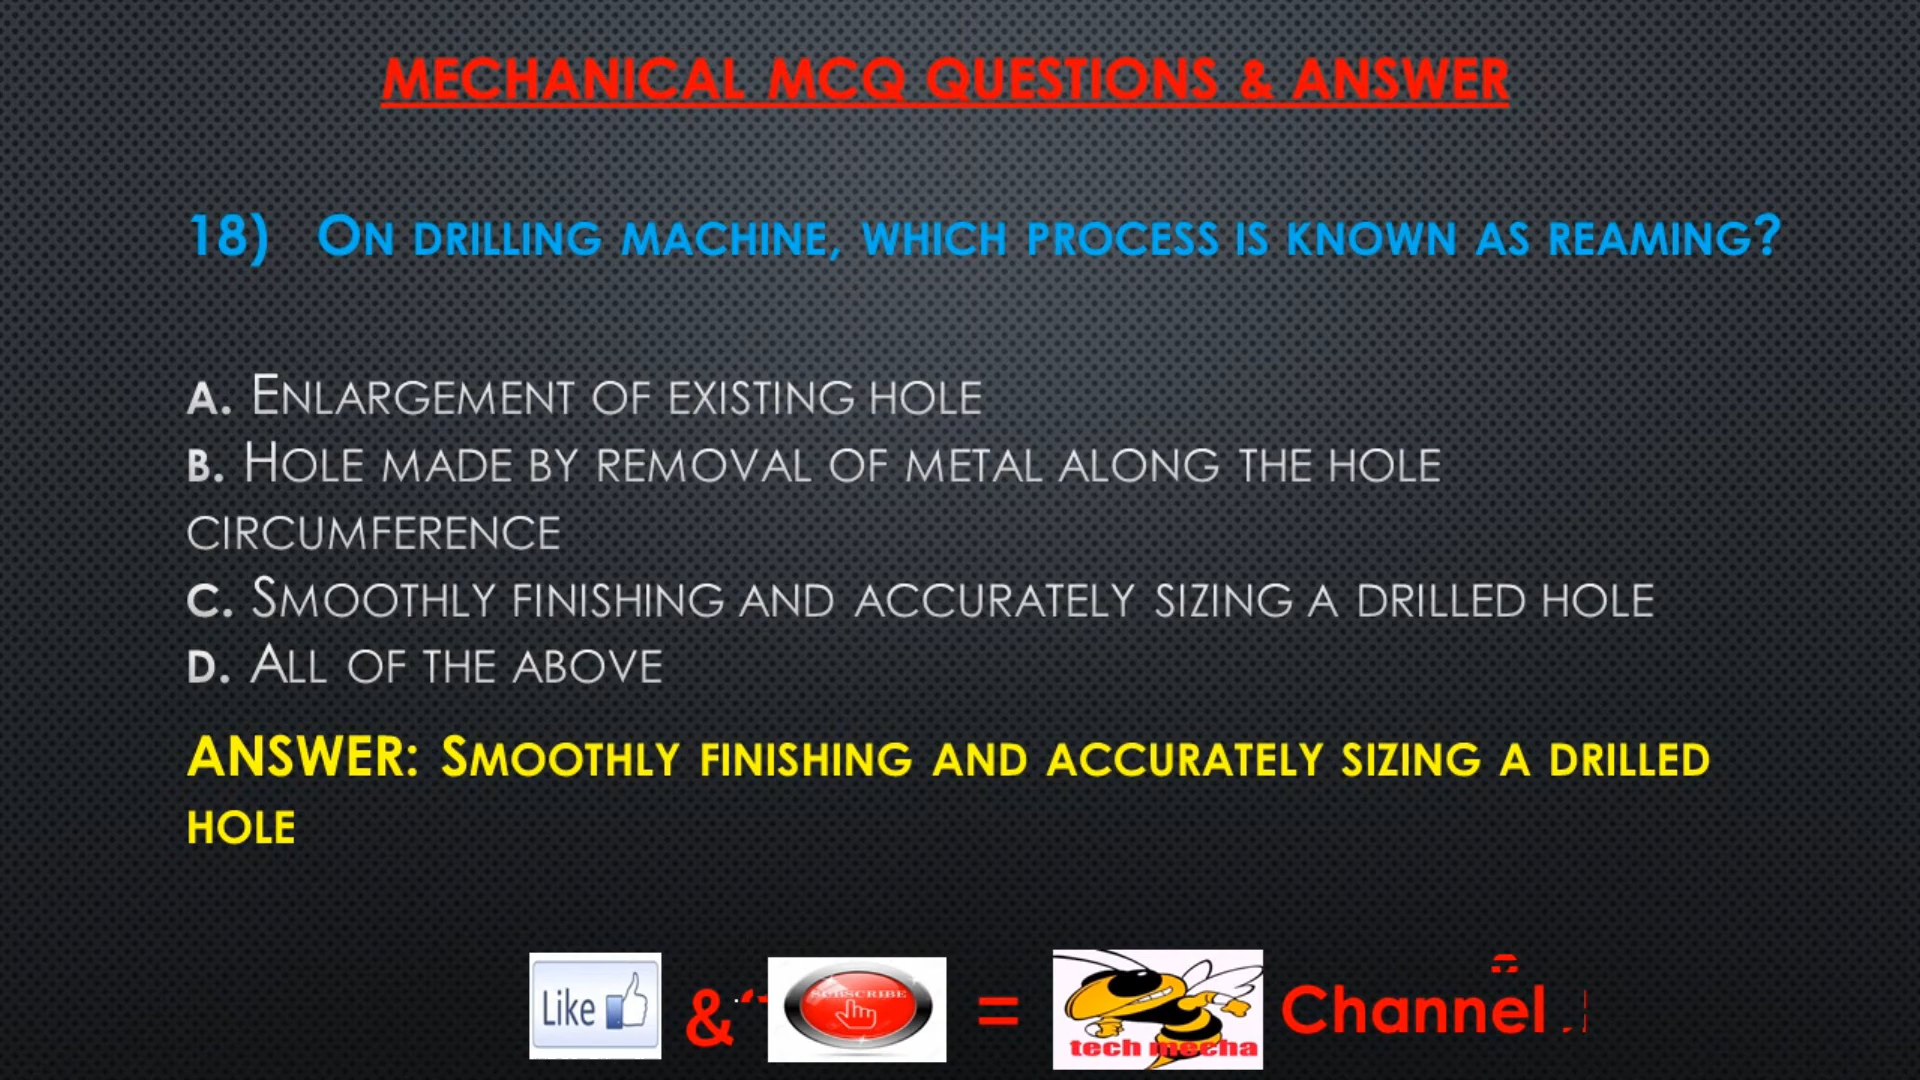 MECHANICAL MCQ QUESTIONS & ANSWER
18) ON DRILLING MACHINE, WHICH PROCESS IS KNOWN AS REAMING?
A. ENLARGEMENT OF EXISTING HOLE
B. HOLE MADE BY REMOVAL OF METAL ALONG THE HOLE
CIRCUMFERENCE
C. SMOOTHLY FINISHING AND ACCURATELY SIZING A DRILLED HOLE
D. ALL OF THE ABOVE
ANSWER: SMOOTHLY FINISHING AND ACCURATELY SIZING A DRILLED
HOLE
Like & SUBSCRIBE = tech mecha Channel